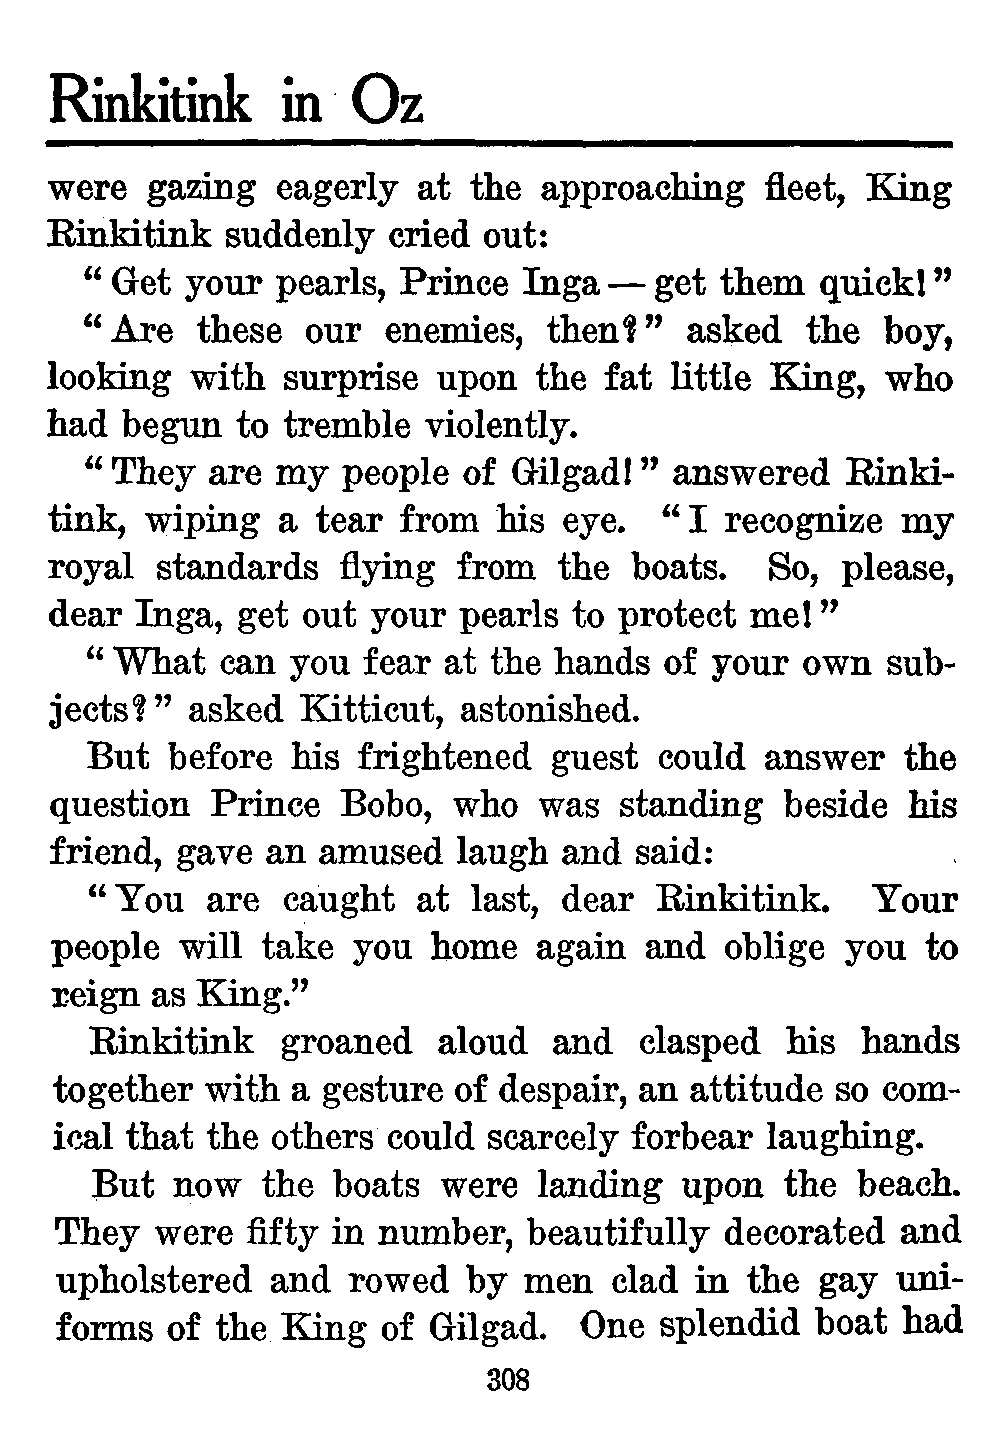 Rinkitink in Oz
were gazing eagerly at the approaching fleet, King
Rinkitink suddenly cried out:
“Get your pearls, Prince Inga — get them quick!”
“Are these our enemies, then?” asked the boy,
looking with surprise upon the fat little King, who
had begun to tremble violently.
“They are my people of Gilgad!” answered Rinki-
tink, wiping a tear from his eye. “I recognize my
royal standards flying from the boats. So, please,
dear Inga, get out your pearls to protect me!”
“What can you fear at the hands of your own sub-
jects?” asked Kitticut, astonished.
But before his frightened guest could answer the
question Prince Bobo, who was standing beside his
friend, gave an amused laugh and said:
“You are caught at last, dear Rinkitink. Your
people will take you home again and oblige you to
reign as King.”
Rinkitink groaned aloud and clasped his hands
together with a gesture of despair, an attitude so com-
ical that the others could scarcely forbear laughing.
But now the boats were landing upon the beach.
They were fifty in number, beautifully decorated and
upholstered and rowed by men clad in the gay uni-
forms of the King of Gilgad. One splendid boat had
308